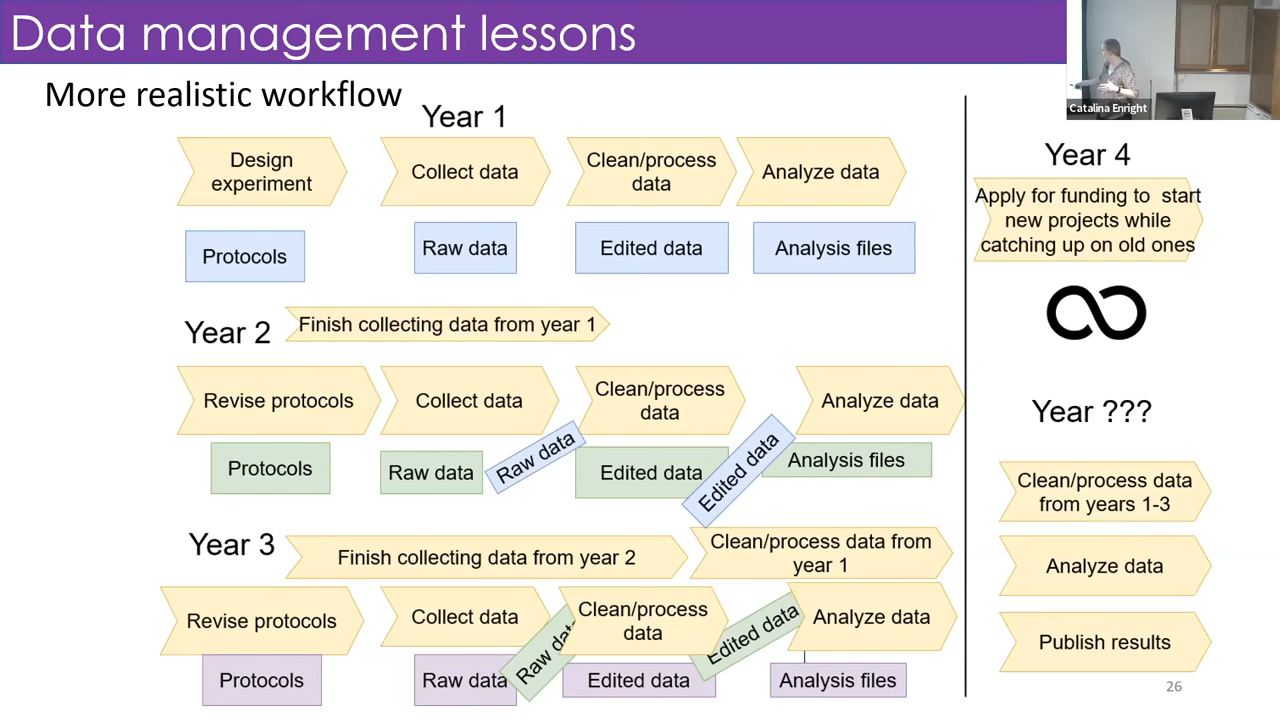 Data management lessons
More realistic workflow
Catalina Enright
Year 1
Design
experiment
Collect data
Clean/process
data
Analyze data
Protocols
Raw data
Edited data
Analysis files
Year 2
Finish collecting data from year 1
Revise protocols
Collect data
Clean/process
data
Analyze data
Protocols
Raw data
Raw data
Edited data
Edited data
Analysis files
Year 3
Finish collecting data from year 2
Clean/process data from
year 1
Revise protocols
Collect data
Clean/process
data
Analyze data
Protocols
Raw data
Raw data
Edited data
Edited data
Analysis files
Year 4
Apply for funding to start
new projects while
catching up on old ones
Year ???
Clean/process data
from years 1-3
Analyze data
Publish results
26